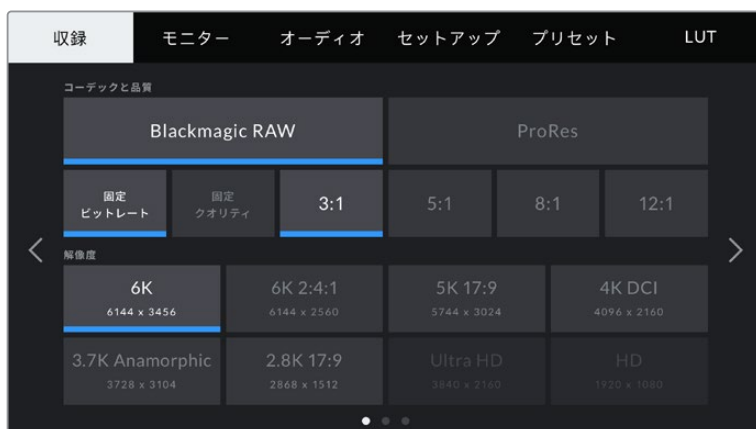 収録 モニター オーディオ セットアップ プリセット LUT
コーデックと品質
Blackmagic RAW ProRes
固定 固定
ビットレート クオリティ 3:1 5:1 8:1 12:1
解像度
6K 6K 2:4:1 5K 17:9 4K DCI
6144 x 3456 6144 x 2560 5744 x 3024 4096 x 2160
3.7K Anamorphic 2.8K 17:9 Ultra HD HD
3728 x 3104 2868 x 1512 3840 x 2160 1920 x 1080